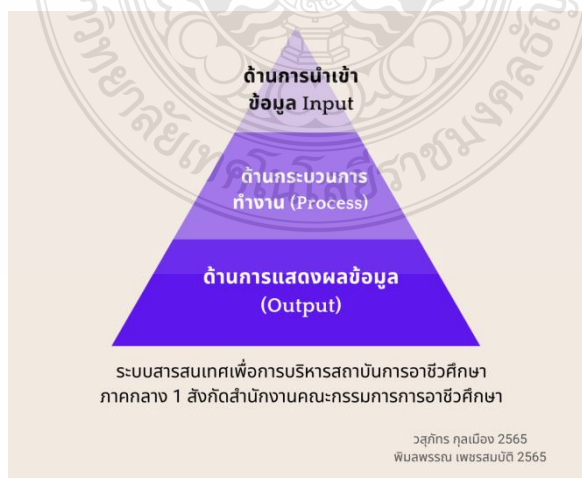 ด้านการนำเข้า
ข้อมูล Input
ด้านกระบวนการ
ทำงาน (Process)
ด้านการแสดงผลข้อมูล
(Output)
ระบบสารสนเทศเพื่อการบริหารสถาบันการอาชีวศึกษา
ภาคกลาง 1 สังกัดสำนักงานคณะกรรมการการอาชีวศึกษา
วสุภัทร กุลเมือง 2565
พิมลพรรณ เพชรสมบัติ 2565